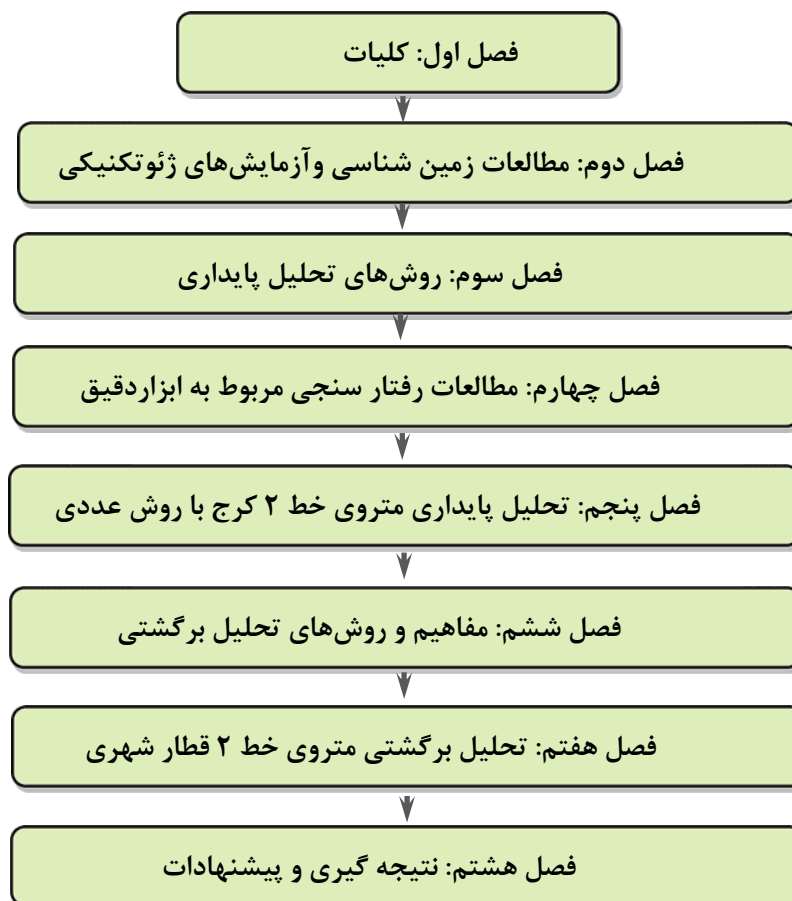 فصل اول: کلیات
فصل دوم: مطالعات زمین شناسی وآزمایش‌های ژئوتکنیکی
فصل سوم: روش‌های تحلیل پایداری
فصل چهارم: مطالعات رفتار سنجی مربوط به ابزاردقیق
فصل پنجم: تحلیل پایداری متروی خط ۲ کرج با روش عددی
فصل ششم: مفاهیم و روش‌های تحلیل برگشتی
فصل هفتم: تحلیل برگشتی متروی خط ۲ قطار شهری
فصل هشتم: نتیجه گیری و پیشنهادات